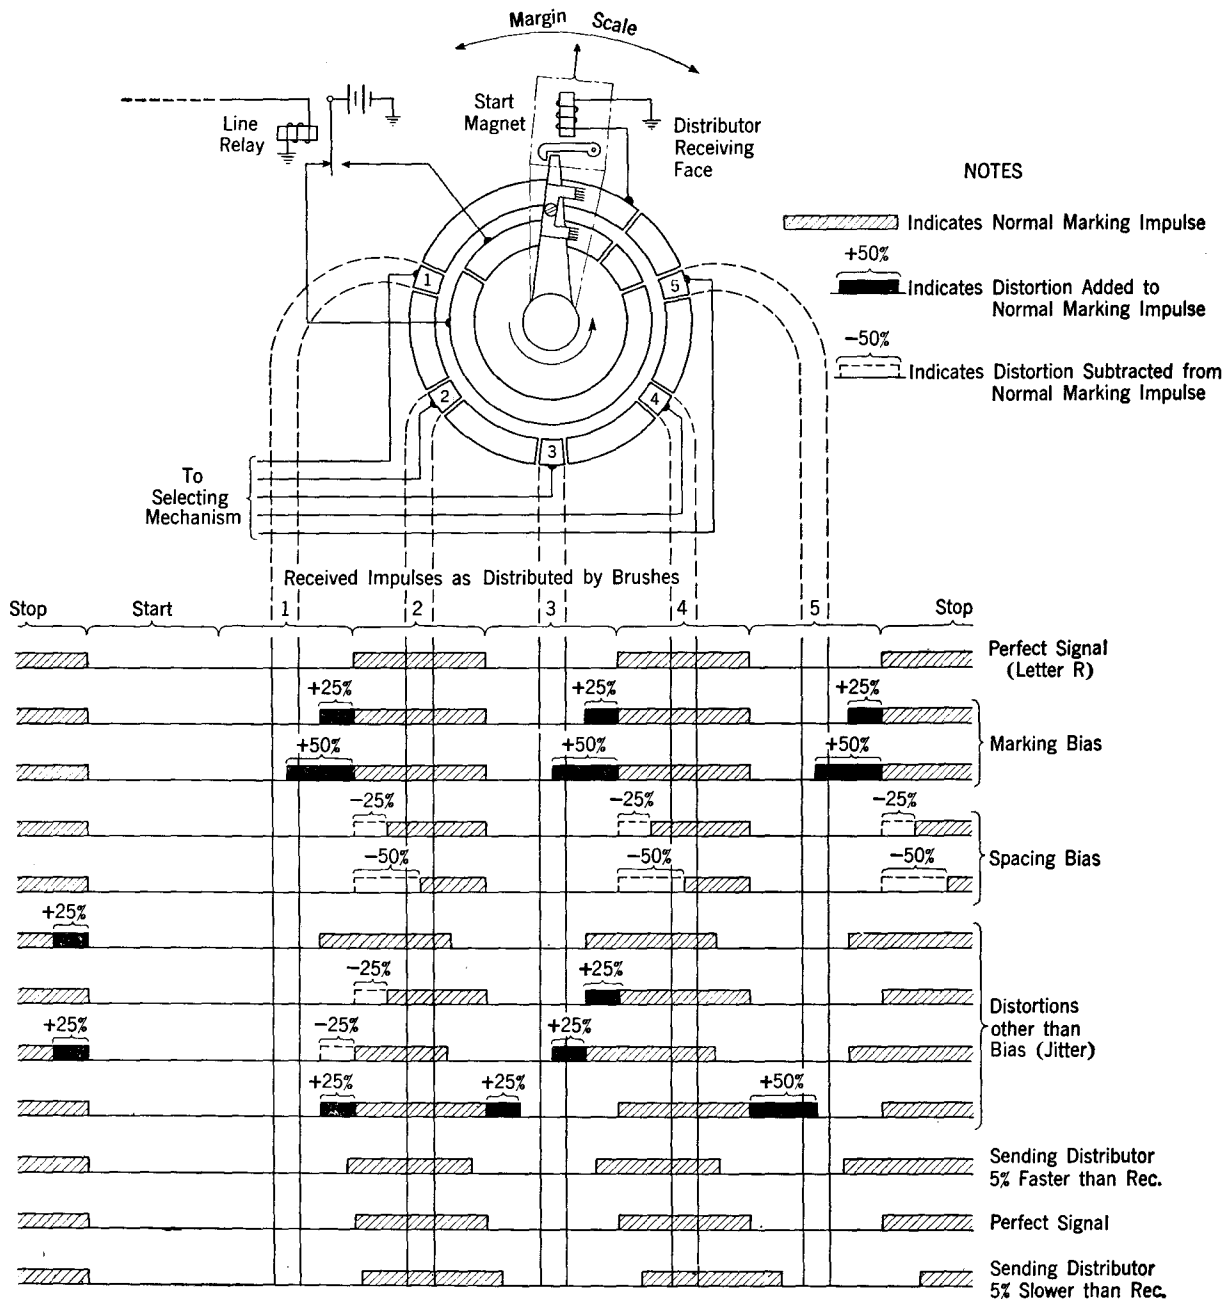 Margin Scale
Start
Magnet
Line
Relay
Distributor
Receiving
Face
NOTES
Indicates Normal Marking Impulse
+50%
Indicates Distortion Added to
Normal Marking Impulse
−50%
Indicates Distortion Subtracted from
Normal Marking Impulse
1
5
2
4
3
To
Selecting
Mechanism
Received Impulses as Distributed by Brushes
Stop Start 1 2 3 4 5 Stop
Perfect Signal
(Letter R)
+25% +25% +25%
Marking Bias
+50% +50% +50%
−25% −25% −25%
Spacing Bias
−50% −50% −50%
+25%
−25% +25%
Distortions
other than
Bias (Jitter)
+25% −25% +25%
+25% +25% +50%
Sending Distributor
5% Faster than Rec.
Perfect Signal
Sending Distributor
5% Slower than Rec.